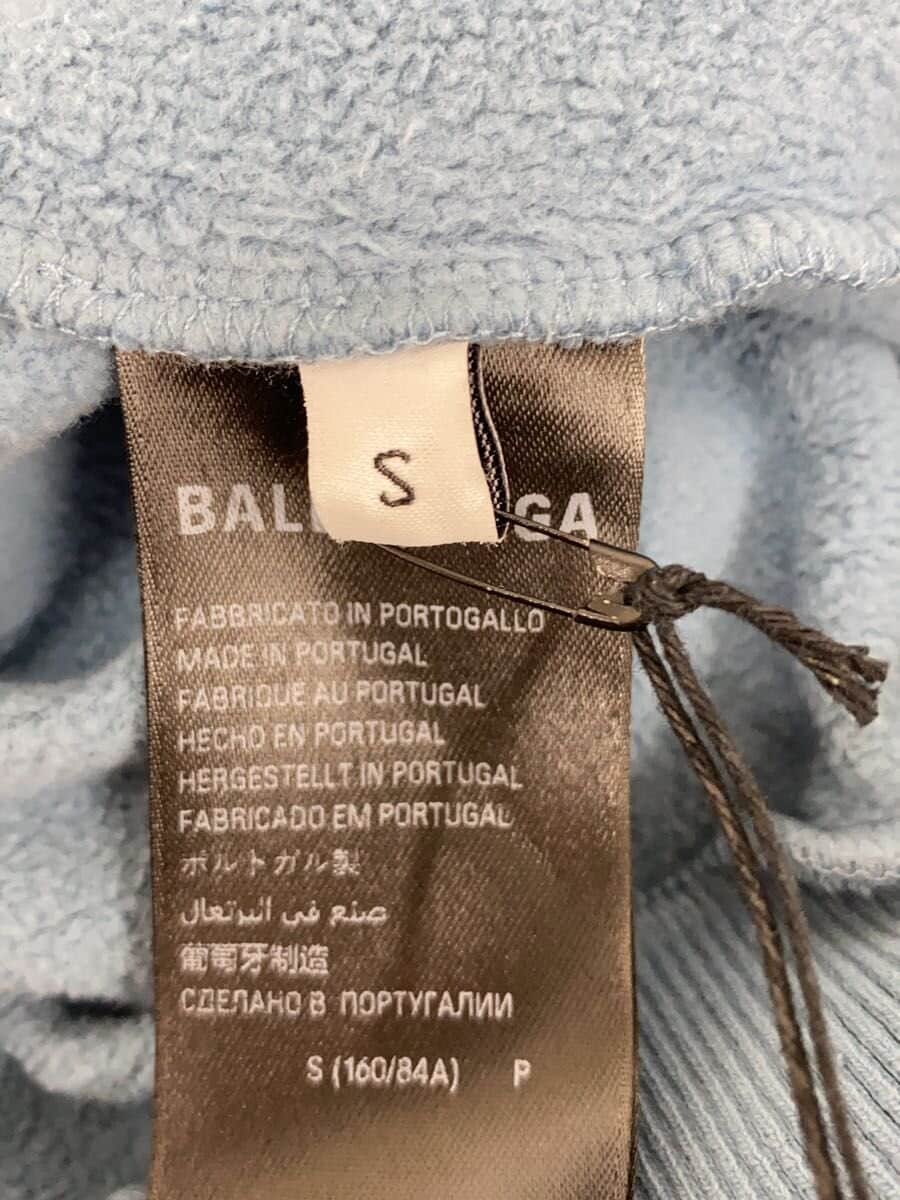 S
BAL GA
FABBRICATO IN PORTOGALLO
MADE IN PORTUGAL
FABRIQUE AU PORTUGAL
HECHO EN PORTUGAL
HERGESTELLT IN PORTUGAL
FABRICADO EM PORTUGAL
ポルトガル製
صنع في البرتغال
葡萄牙制造
СДЕЛАНО В ПОРТУГАЛИИ
S (160/84A) P